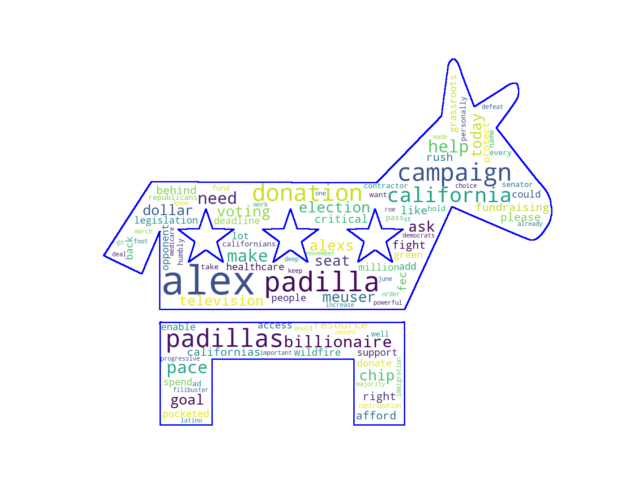 defeat
grassroots
personally
today
protect
wade
name
help
rush
every
campaign
choice
senator
california
could
contractor
want
behind
republicans
fund
need
donation
one
work
dollar
legislation
voting
deadline
election
critical
roe
like
hold
pass
fundraising
please
already
ask
democrats
fight
green
march
go
foot
deal
back
opponent
medicare
humbly
lot
californians
make
alexs
seat
deep
november
take
healthcare
keep
million
add
fec
june
order
powerful
alex
padilla
television
people
meuser
increase
enable
access
would
resource
amount
well
padillas
billionaire
californias
important
wildfire
support
progressive
pace
donate
chip
majority
immigration
spend
ad
filibuster
goal
right
contribution
pocketed
latino
afford